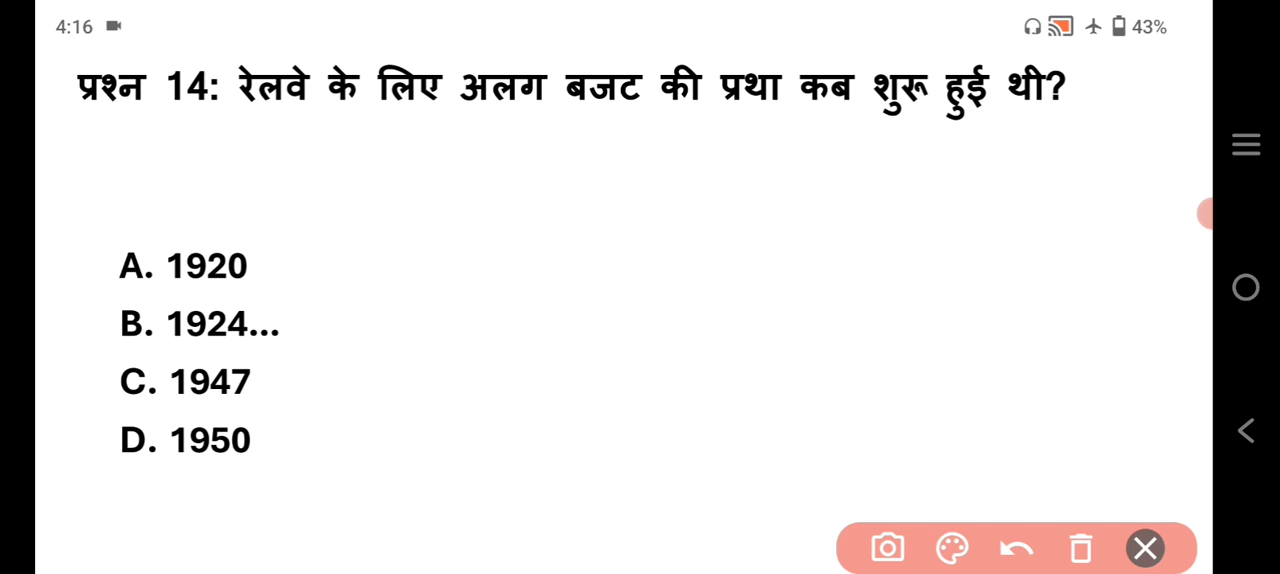 4:16
43%
प्रश्न 14: रेलवे के लिए अलग बजट की प्रथा कब शुरू हुई थी?
A. 1920
B. 1924...
C. 1947
D. 1950